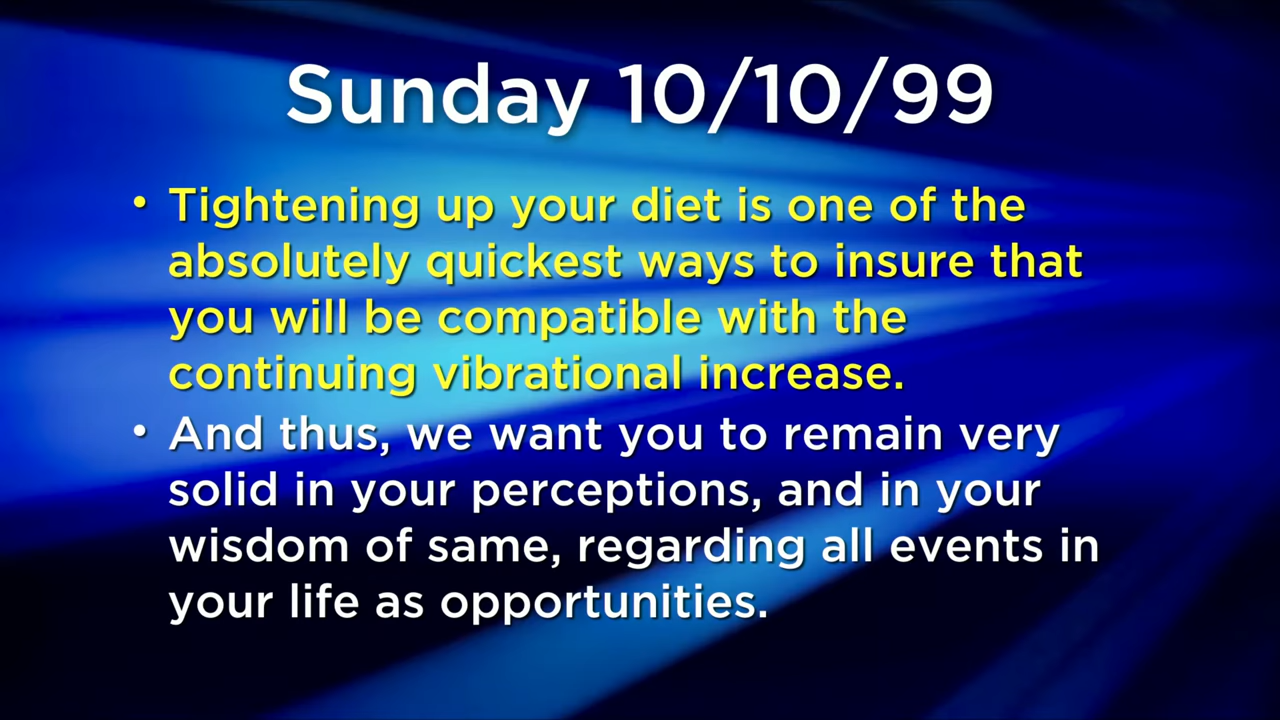 Sunday 10/10/99
• Tightening up your diet is one of the
absolutely quickest ways to insure that
you will be compatible with the
continuing vibrational increase.
• And thus, we want you to remain very
solid in your perceptions, and in your
wisdom of same, regarding all events in
your life as opportunities.